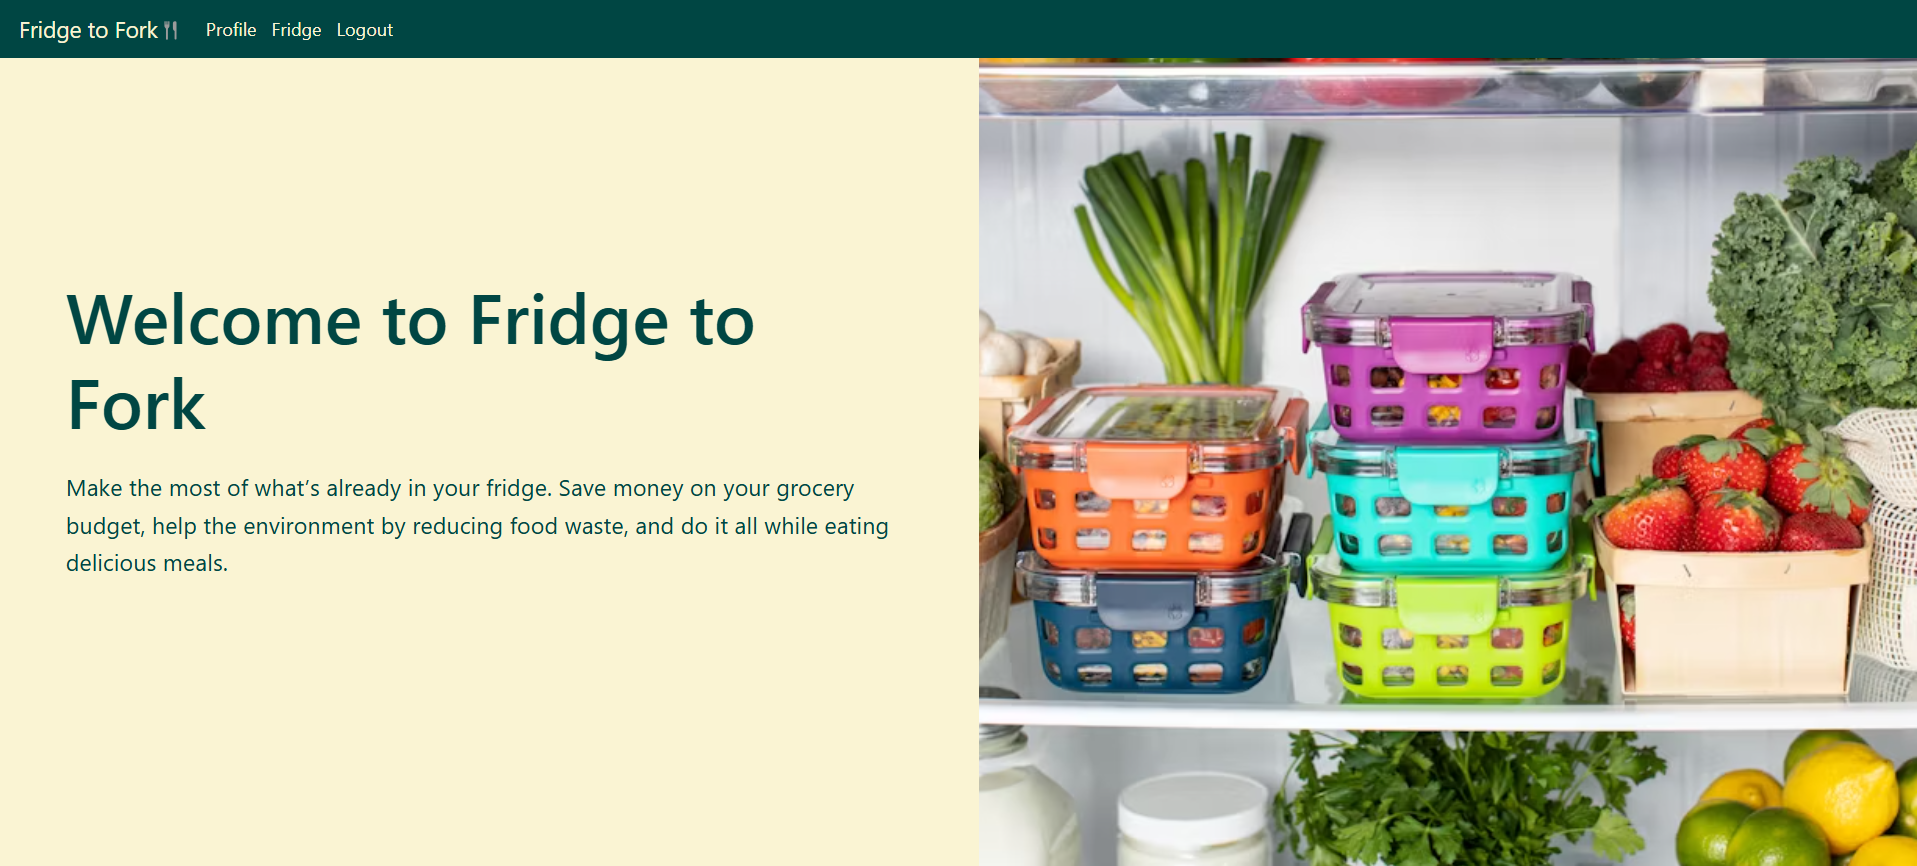 Fridge to Fork🍴 Profile Fridge Logout
Welcome to Fridge to
Fork
Make the most of what’s already in your fridge. Save money on your grocery
budget, help the environment by reducing food waste, and do it all while eating
delicious meals.